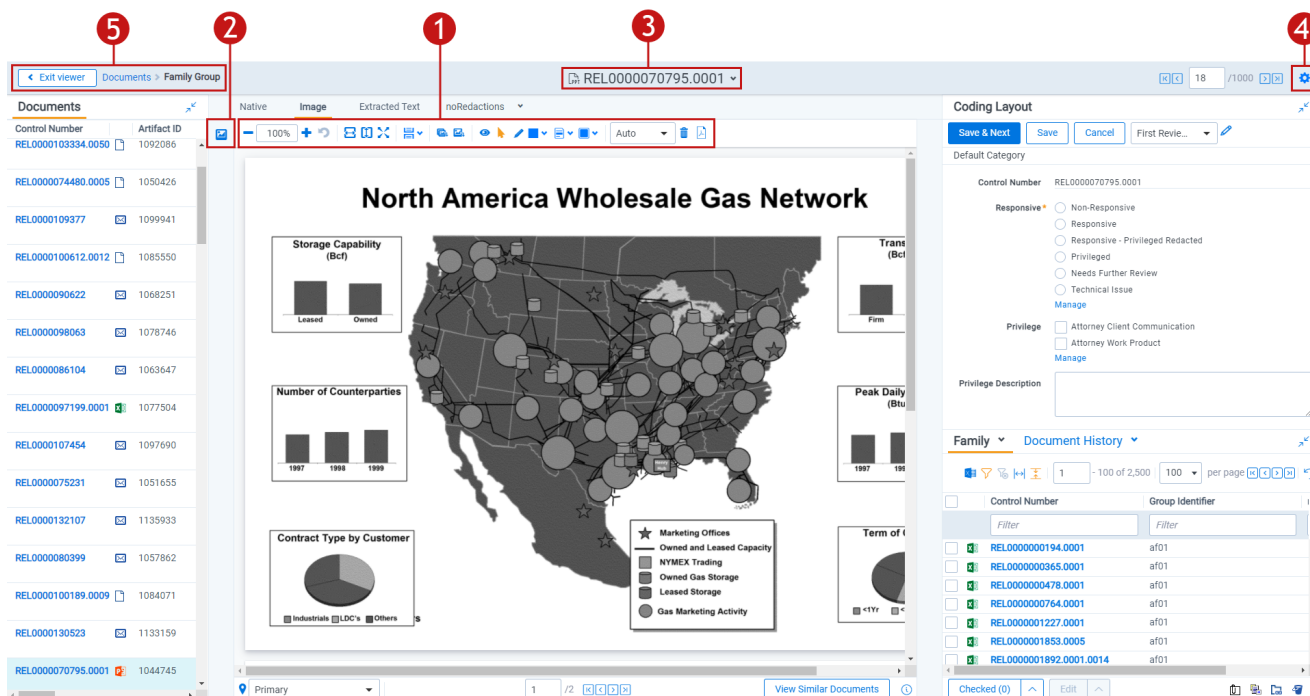 5
2
1
3
4
Exit viewer
Documents > Family Group
REL0000070795.0001
18 /1000
Documents
Control Number Artifact ID
REL0000103334.0050 1092086
REL0000074480.0005 1050426
REL0000109377 1099941
REL0000100612.0012 1085550
REL0000090622 1068251
REL0000098063 1078746
REL0000086104 1063647
REL0000097199.0001 1077504
REL0000107454 1097690
REL0000075231 1051655
REL0000132107 1135933
REL0000080399 1057862
REL0000100189.0009 1084071
REL0000130523 1133159
REL0000070795.0001 1044745
Native Image Extracted Text noRedactions
100% Auto
North America Wholesale Gas Network
Storage Capability
(Bcf)
Leased Owned
Number of Counterparties
1997 1998 1999
Contract Type by Customer
Industrials LDC's Others s
Marketing Offices
Owned and Leased Capacity
NYMEX Trading
Owned Gas Storage
Leased Storage
Gas Marketing Activity
Trans
(Bcf
Firm
Peak Daily
(Btu
1997 199
Term of
<1Yr <
Primary 1 /2 View Similar Documents
Coding Layout
Save & Next Save Cancel First Revie...
Default Category
Control Number REL0000070795.0001
Responsive* Non-Responsive
Responsive
Responsive - Privileged Redacted
Privileged
Needs Further Review
Technical Issue
Manage
Privilege Attorney Client Communication
Attorney Work Product
Manage
Privilege Description
Family Document History
1 - 100 of 2,500 100 per page
Control Number Group Identifier
Filter Filter
REL0000000194.0001 af01
REL0000000365.0001 af01
REL0000000478.0001 af01
REL0000000764.0001 af01
REL0000001227.0001 af01
REL0000001853.0005 af01
REL0000001892.0001.0014 af01
Checked (0) Edit